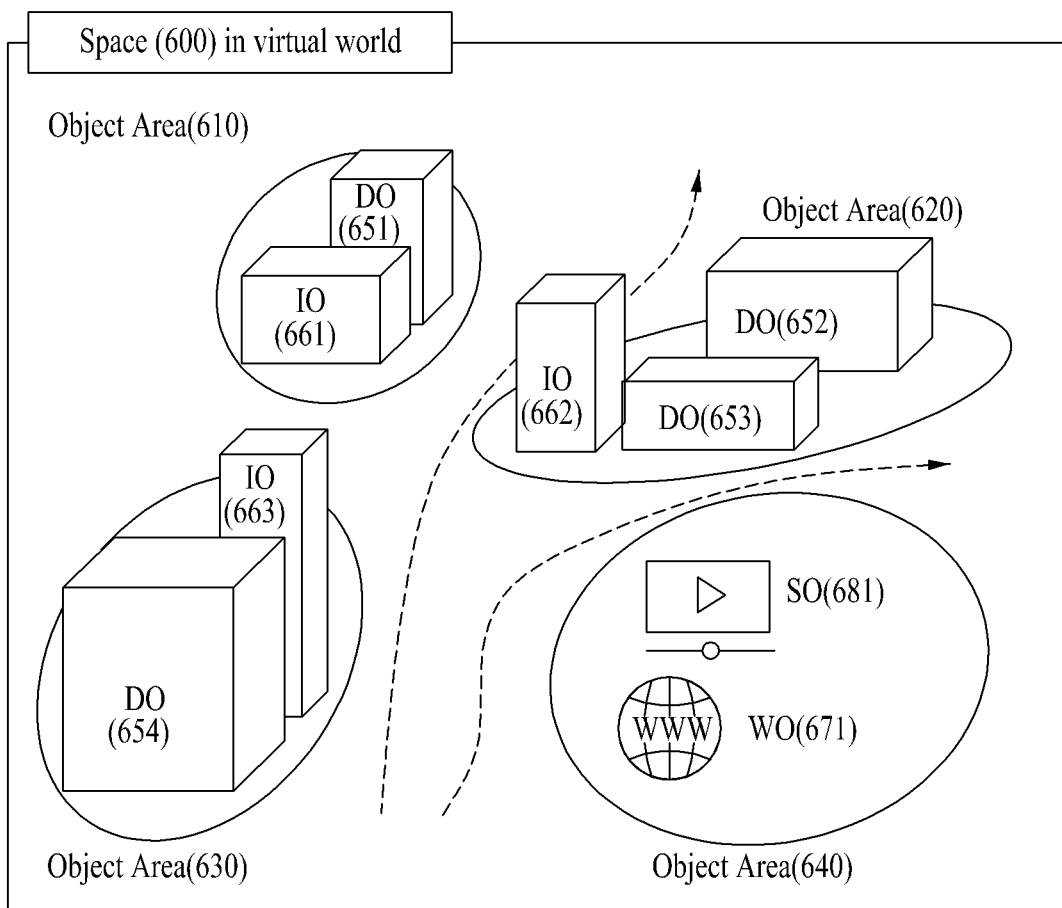 Space (600) in virtual world
Object Area(610)
DO
(651)
IO
(661)
Object Area(620)
DO(652)
IO
(662)
DO(653)
IO
(663)
DO
(654)
SO(681)
WWW
WO(671)
Object Area(630)
Object Area(640)